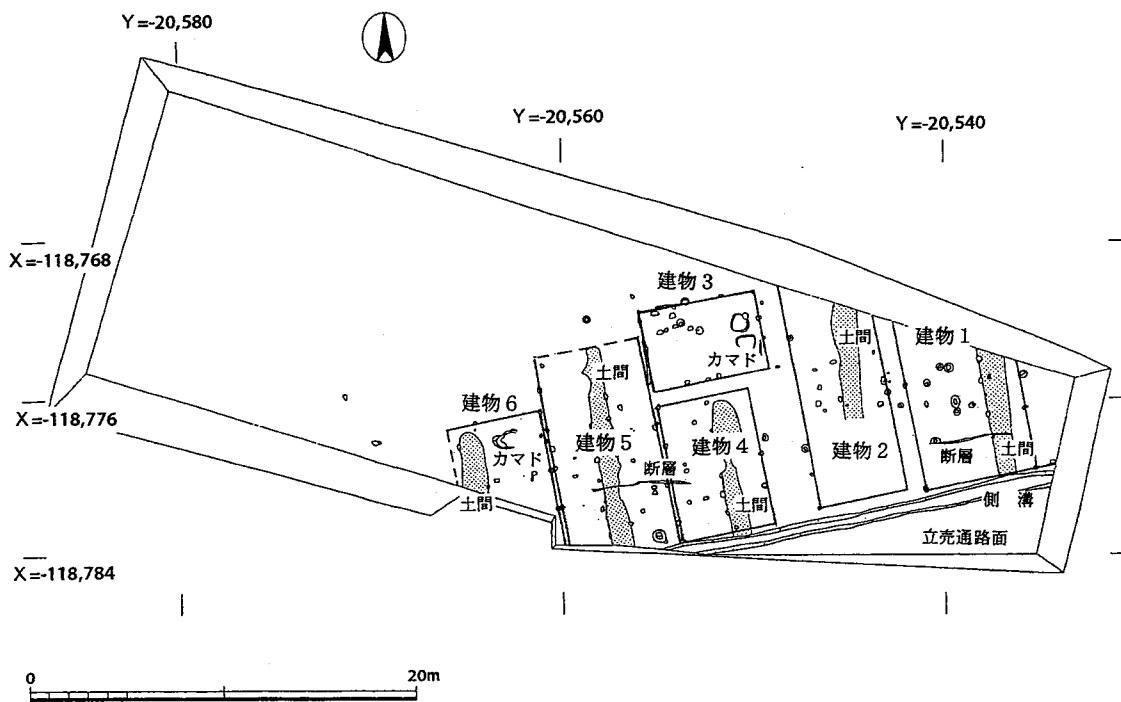 Y=-20,580
Y=-20,560
Y=-20,540
X=-118,768
建物3
カマド
土間
建物1
土間
X=-118,776
建物6
カマド
土間
建物5
断層
建物4
土間
建物2
断層
土間
側溝
立売通路面
X=-118,784
0 20m